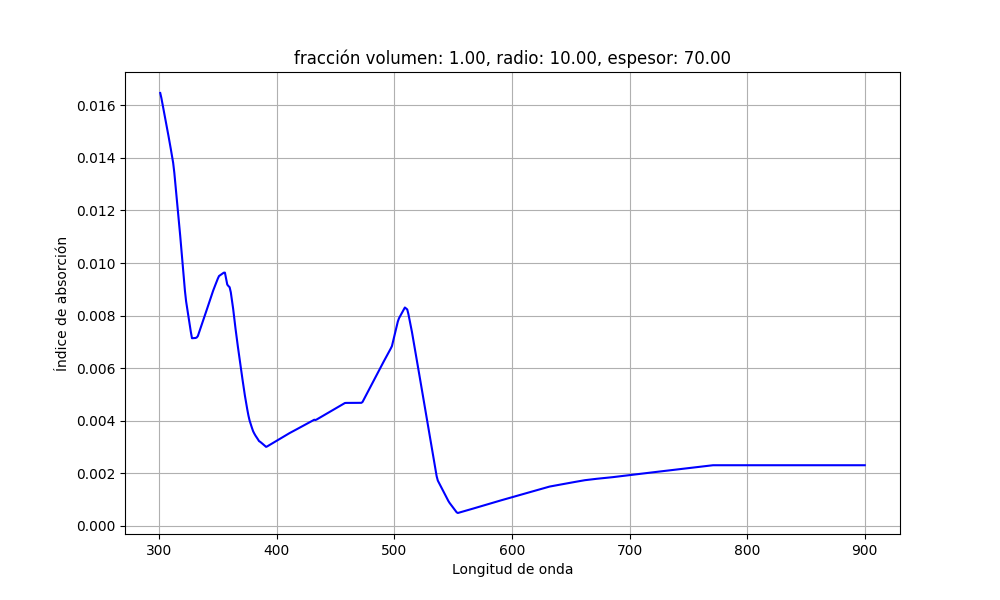 fracción volumen: 1.00, radio: 10.00, espesor: 70.00
Índice de absorción
0.016
0.014
0.012
0.010
0.008
0.006
0.004
0.002
0.000
300 400 500 600 700 800 900
Longitud de onda